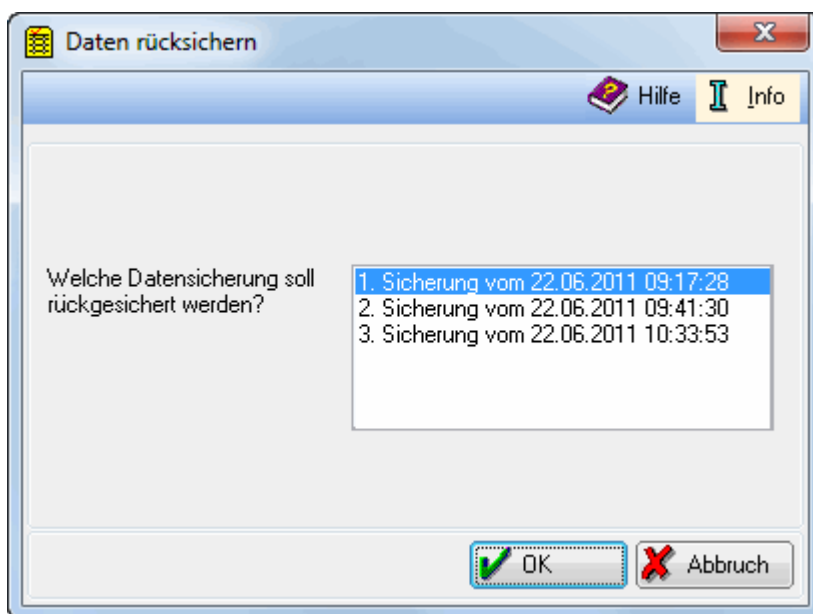 Daten rücksichern
Hilfe
Info
Welche Datensicherung soll
rückgesichert werden?
1. Sicherung vom 22.06.2011 09:17:28
2. Sicherung vom 22.06.2011 09:41:30
3. Sicherung vom 22.06.2011 10:33:53
OK
Abbruch